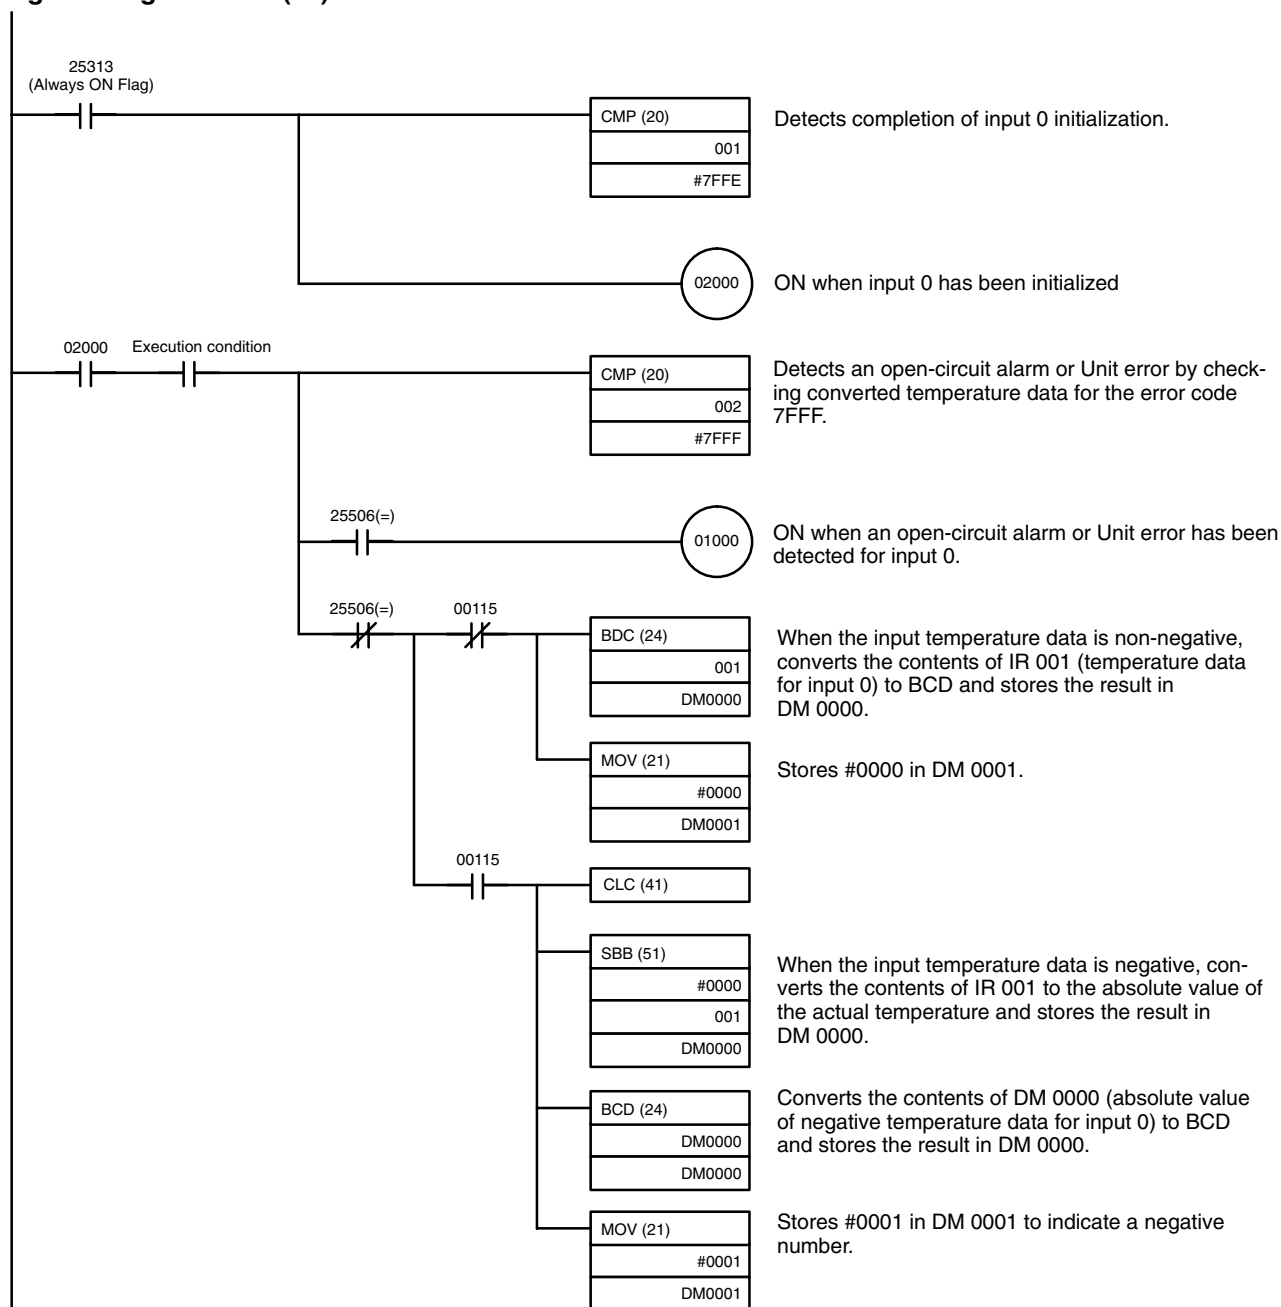 25313
(Always ON Flag)
CMP (20)
001
#7FFE
Detects completion of input 0 initialization.
02000
ON when input 0 has been initialized
02000
Execution condition
CMP (20)
002
#7FFF
Detects an open-circuit alarm or Unit error by check-
ing converted temperature data for the error code
7FFF.
25506(=)
01000
ON when an open-circuit alarm or Unit error has been
detected for input 0.
25506(=)
00115
BDC (24)
001
DM0000
When the input temperature data is non-negative,
converts the contents of IR 001 (temperature data
for input 0) to BCD and stores the result in
DM 0000.
MOV (21)
#0000
DM0001
Stores #0000 in DM 0001.
00115
CLC (41)
SBB (51)
#0000
001
DM0000
When the input temperature data is negative, con-
verts the contents of IR 001 to the absolute value of
the actual temperature and stores the result in
DM 0000.
BCD (24)
DM0000
DM0000
Converts the contents of DM 0000 (absolute value
of negative temperature data for input 0) to BCD
and stores the result in DM 0000.
MOV (21)
#0001
DM0001
Stores #0001 in DM 0001 to indicate a negative
number.